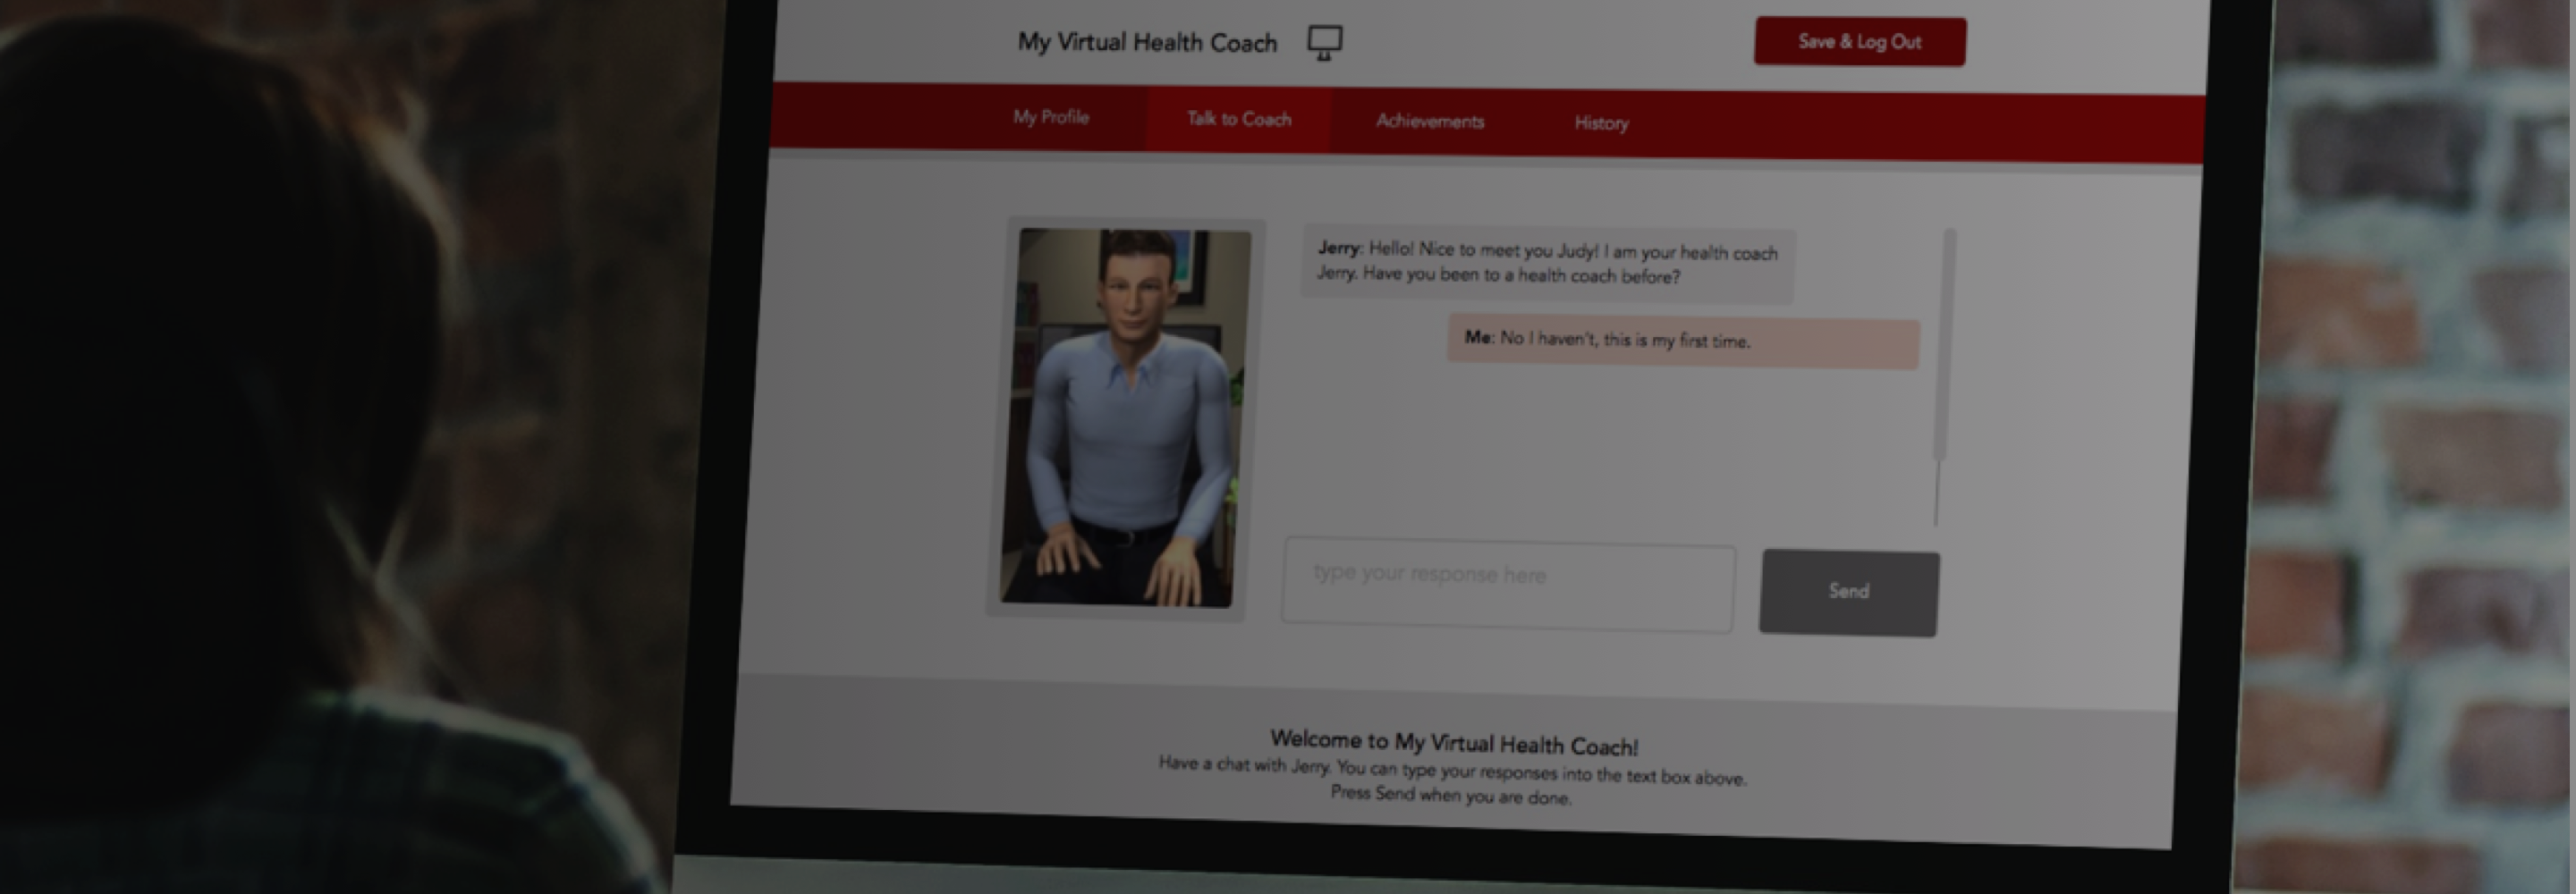 My Virtual Health Coach
Save & Log Out
My Profile
Talk to Coach
Achievements
History
Jerry: Hello! Nice to meet you Judy! I am your health coach
Jerry. Have you been to a health coach before?
Me: No I haven't, this is my first time.
type your response here
Send
Welcome to My Virtual Health Coach!
Have a chat with Jerry. You can type your responses into the text box above.
Press Send when you are done.